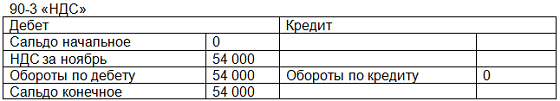 90-3 «НДС»
Дебет Кредит
Сальдо начальное 0
НДС за ноябрь 54 000
Обороты по дебету 54 000 Обороты по кредиту 0
Сальдо конечное 54 000